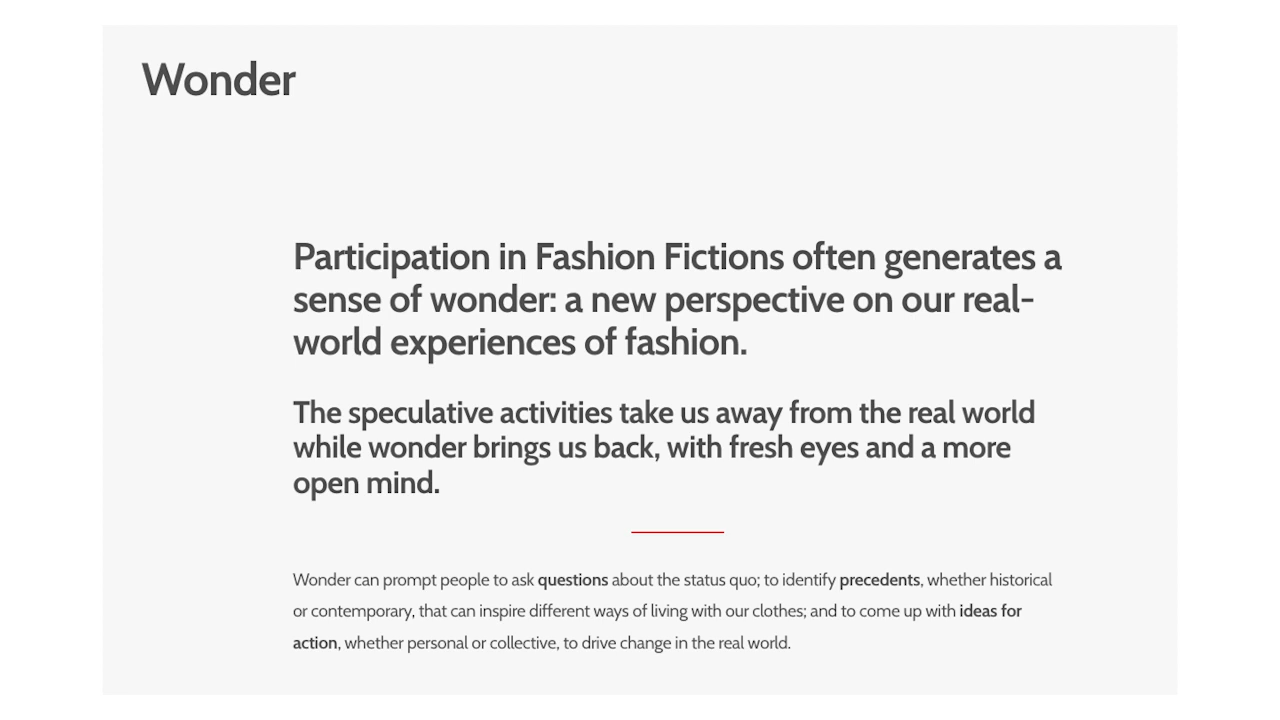 Wonder
Participation in Fashion Fictions often generates a
sense of wonder: a new perspective on our real-
world experiences of fashion.
The speculative activities take us away from the real world
while wonder brings us back, with fresh eyes and a more
open mind.
Wonder can prompt people to ask questions about the status quo; to identify precedents, whether historical
or contemporary, that can inspire different ways of living with our clothes; and to come up with ideas for
action, whether personal or collective, to drive change in the real world.